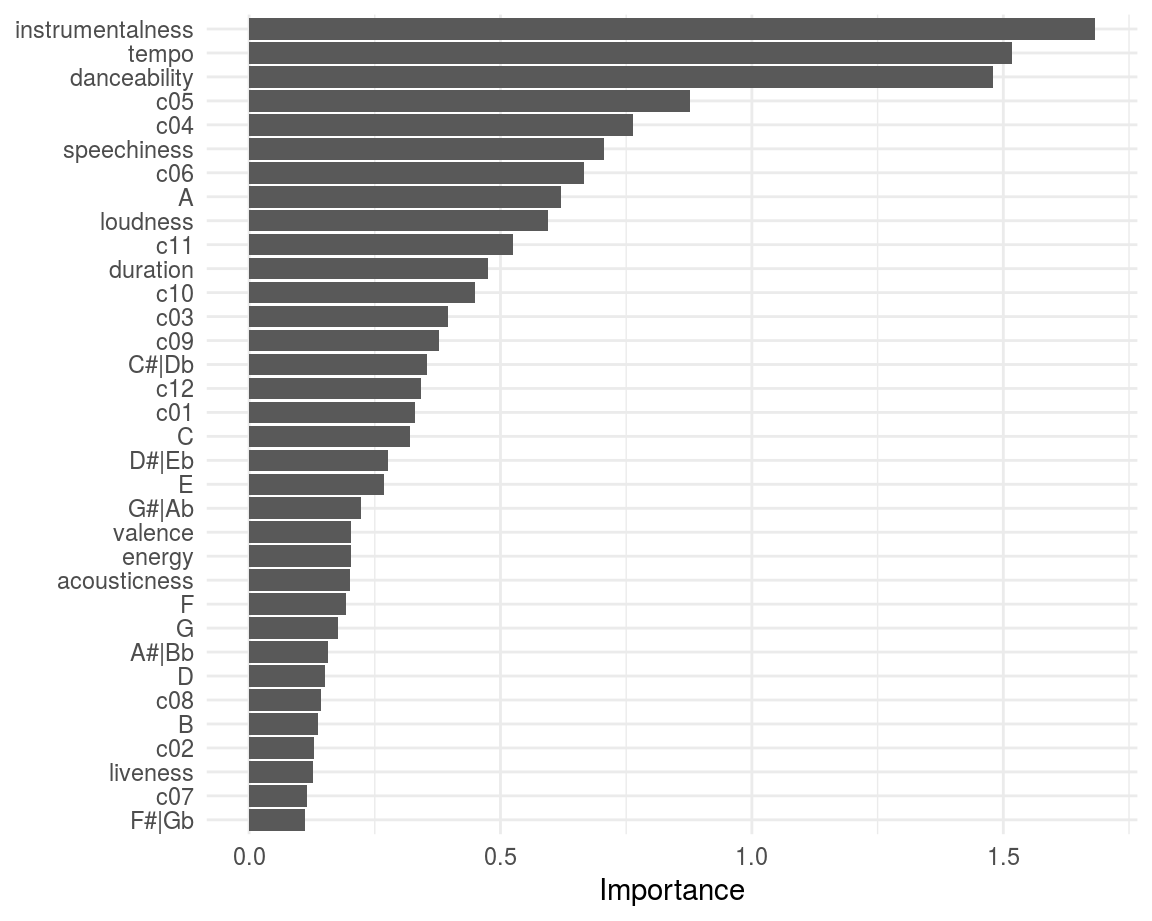 instrumentalness
tempo
danceability
c05
c04
speechiness
c06
A
loudness
c11
duration
c10
c03
c09
C#|Db
c12
c01
C
D#|Eb
E
G#|Ab
valence
energy
acousticness
F
G
A#|Bb
D
c08
B
c02
liveness
c07
F#|Gb
0.0 0.5 1.0 1.5
Importance